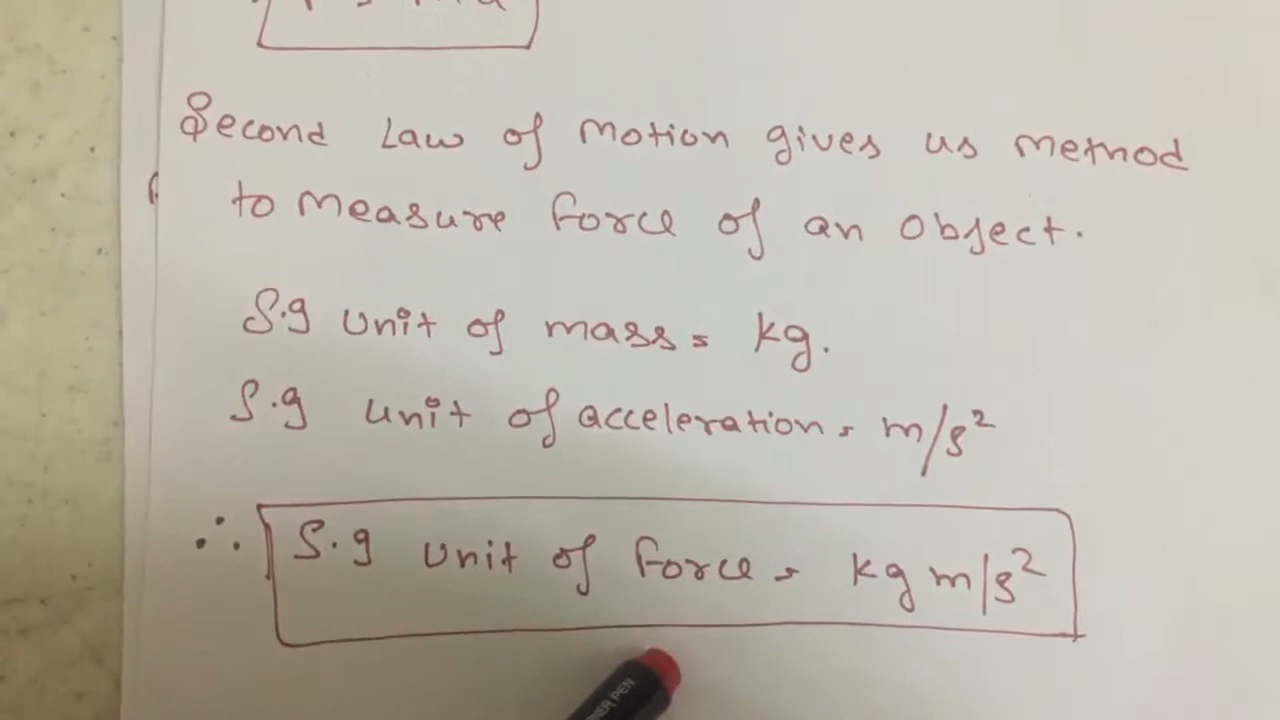 Second Law of motion gives us method
to measure force of an object.
S.I unit of mass = kg.
S.I unit of acceleration = m/s²
∴ S.I unit of force = kg m/s²
PEN